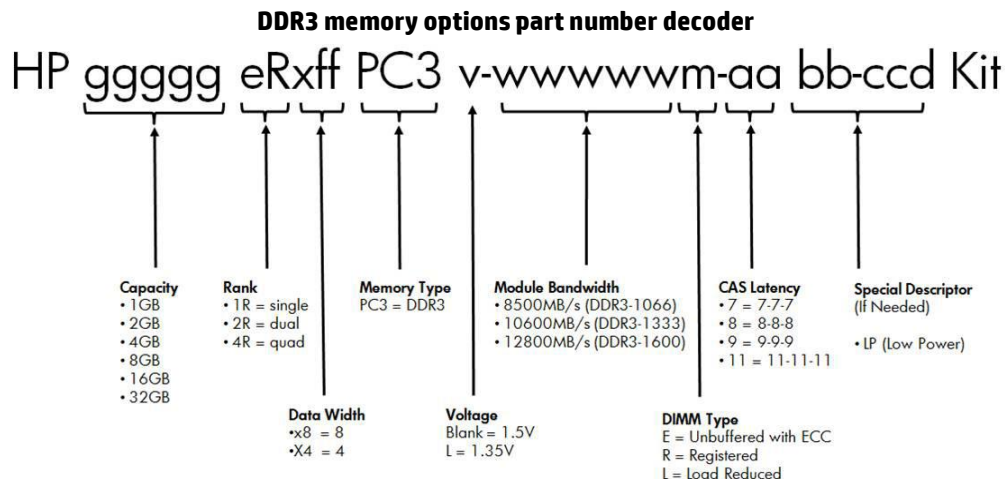 DDR3 memory options part number decoder
HP ggggg eRxff PC3 v-wwwwwm-aa bb-ccd Kit
Capacity
• 1GB
• 2GB
• 4GB
• 8GB
• 16GB
• 32GB
Rank
• 1R = single
• 2R = dual
• 4R = quad
Memory Type
PC3 = DDR3
Module Bandwidth
• 8500MB/s (DDR3-1066)
• 10600MB/s (DDR3-1333)
• 12800MB/s (DDR3-1600)
CAS Latency
• 7 = 7-7-7
• 8 = 8-8-8
• 9 = 9-9-9
• 11 = 11-11-11
Special Descriptor
(If Needed)
• LP (Low Power)
Data Width
•x8 = 8
•X4 = 4
Voltage
Blank = 1.5V
L = 1.35V
DIMM Type
E = Unbuffered with ECC
R = Registered
L = Load Reduced